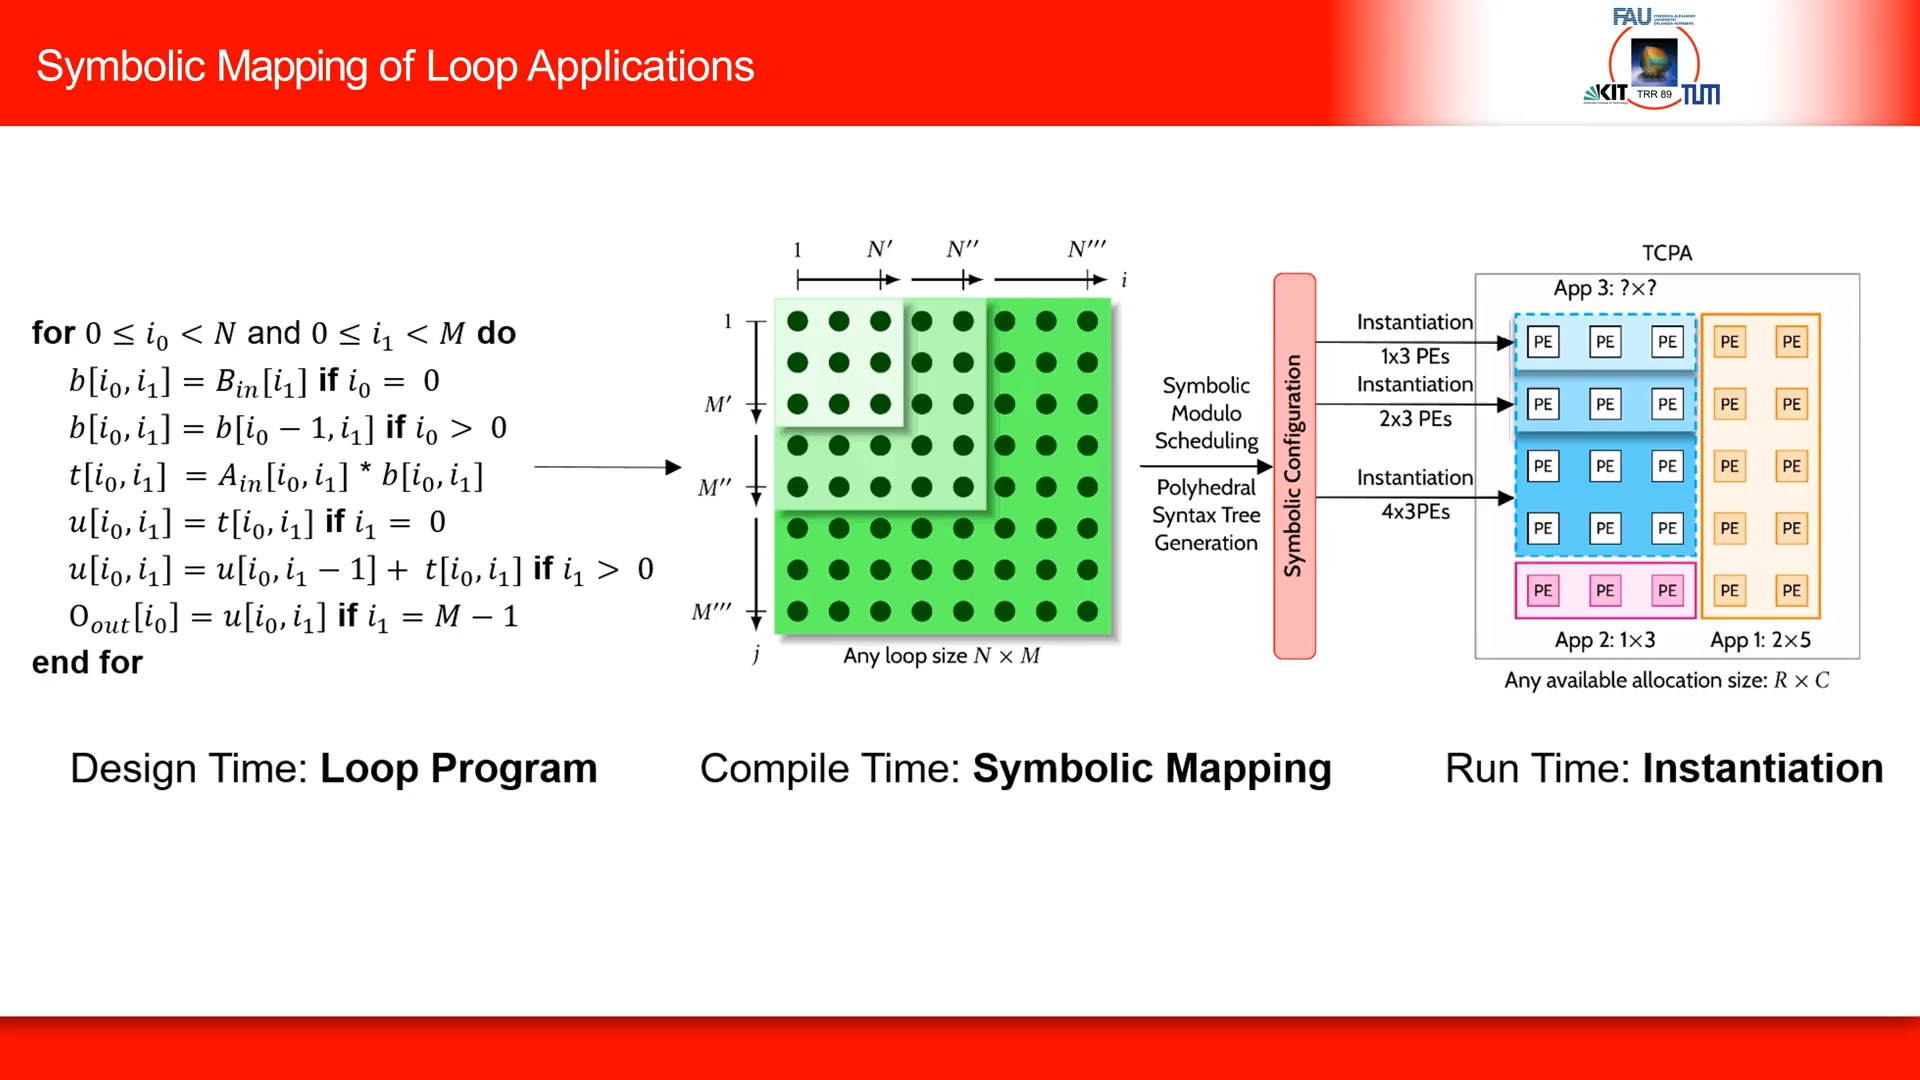 Symbolic Mapping of Loop Applications
FAU FRIEDRICH-ALEXANDER UNIVERSITÄT ERLANGEN-NÜRNBERG
KIT TRR 89 TUM
for 0 ≤ i₀ < N and 0 ≤ i₁ < M do
b[i₀, i₁] = B_in[i₁] if i₀ = 0
b[i₀, i₁] = b[i₀ − 1, i₁] if i₀ > 0
t[i₀, i₁] = A_in[i₀, i₁] * b[i₀, i₁]
u[i₀, i₁] = t[i₀, i₁] if i₁ = 0
u[i₀, i₁] = u[i₀, i₁ − 1] + t[i₀, i₁] if i₁ > 0
O_out[i₀] = u[i₀, i₁] if i₁ = M − 1
end for
1 N′ N′′ N′′′
i
1
M′
M′′
M′′′
j
Any loop size N × M
Symbolic
Modulo
Scheduling
Polyhedral
Syntax Tree
Generation
Symbolic Configuration
Instantiation
1x3 PEs
Instantiation
2x3 PEs
Instantiation
4x3PEs
TCPA
App 3: ?×?
PE PE PE PE PE
PE PE PE PE PE
PE PE PE PE PE
PE PE PE PE PE
PE PE PE PE PE
App 2: 1×3 App 1: 2×5
Any available allocation size: R × C
Design Time: Loop Program
Compile Time: Symbolic Mapping
Run Time: Instantiation